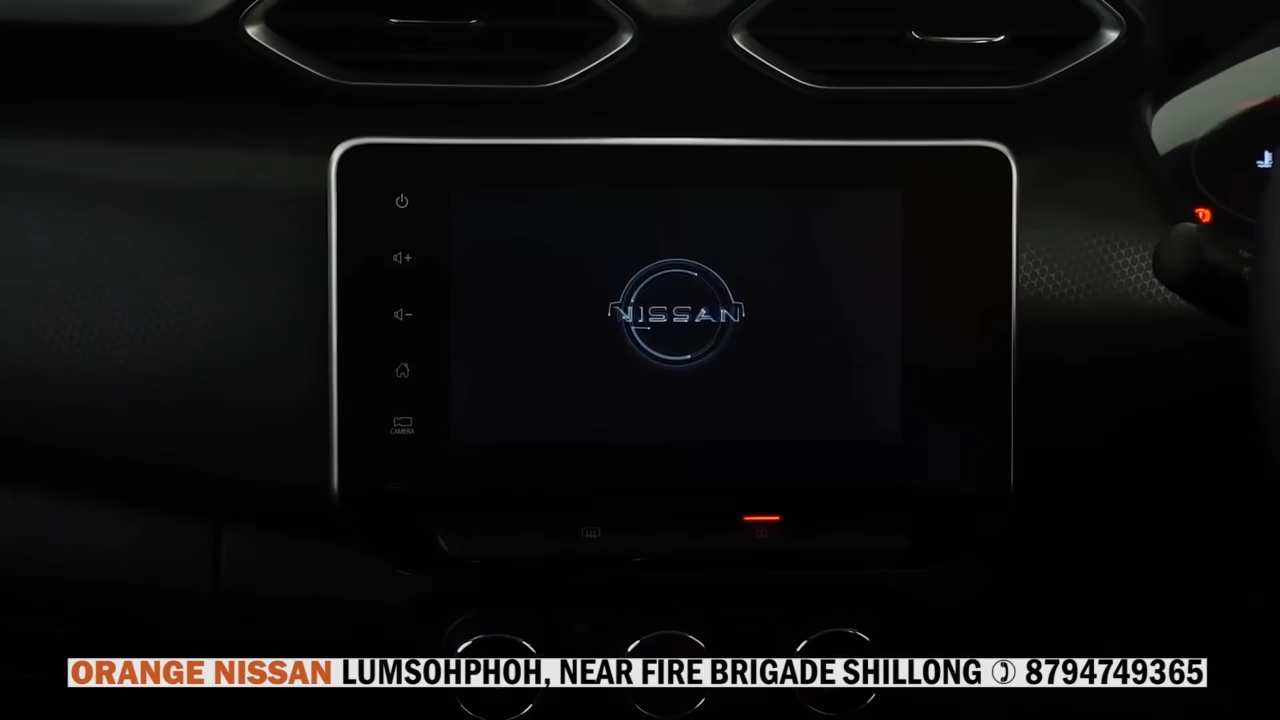 CAMERA
NISSAN
ORANGE NISSAN LUMSOHPHOH, NEAR FIRE BRIGADE SHILLONG ✆ 8794749365